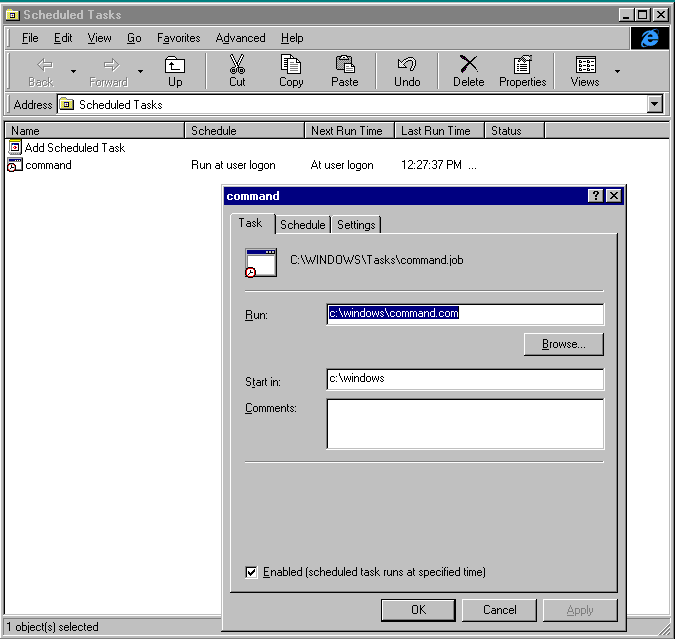 Scheduled Tasks
File Edit View Go Favorites Advanced Help
Back Forward Up Cut Copy Paste Undo Delete Properties Views
Address Scheduled Tasks
Name Schedule Next Run Time Last Run Time Status
Add Scheduled Task
command Run at user logon At user logon 12:27:37 PM ...
command
Task Schedule Settings
C:\WINDOWS\Tasks\command.job
Run: c:\windows\command.com
Browse...
Start in: c:\windows
Comments:
Enabled (scheduled task runs at specified time)
OK Cancel Apply
1 object(s) selected